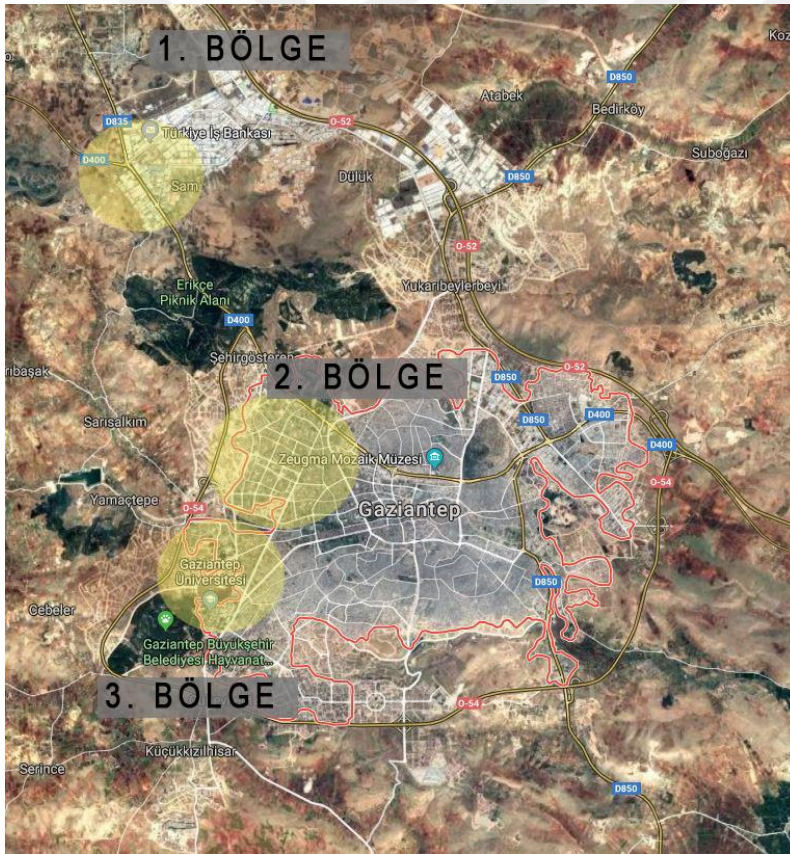 1. BÖLGE
Koz
D850
Atabek
Bedirköy
D835
Türkiye İş Bankası
O-52
Suboğazı
D400
Sam
Dülük
D850
O-52
Erikçe
Piknik Alanı
Yukarıbeylerbeyi...
D400
Şehirgösteren
2. BÖLGE
O-52
D850
rıbaşak
D400
D850
Sarısalkım
D400
Zeugma Mozaik Müzesi
O-54
Yamaçtepe
O-54
Gaziantep
Gaziantep
Üniversitesi
D850
Cebeler
Gaziantep Büyükşehir
Belediyesi Hayvanat...
3. BÖLGE
O-54
Küçükkızılhisar
Serince
D850